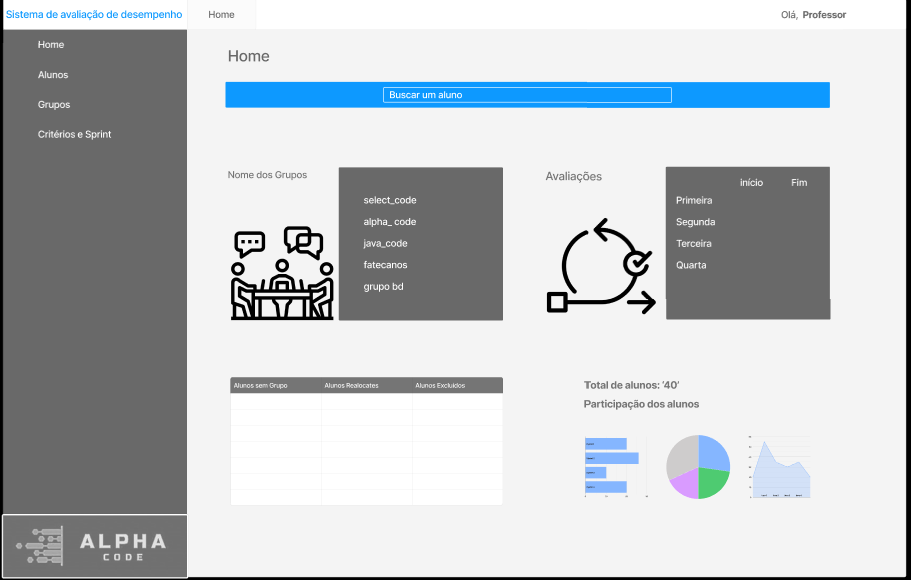 Sistema de avaliação de desempenho
Home
Olá, Professor
Home
Alunos
Grupos
Critérios e Sprint
Home
Buscar um aluno
Nome dos Grupos
select_code
alpha_ code
java_code
fatecanos
grupo bd
Avaliações
início Fim
Primeira
Segunda
Terceira
Quarta
Alunos sem Grupo Alunos Realocates Alunos Excluídos
Total de alunos: ‘40’
Participação dos alunos
ALPHA
CODE